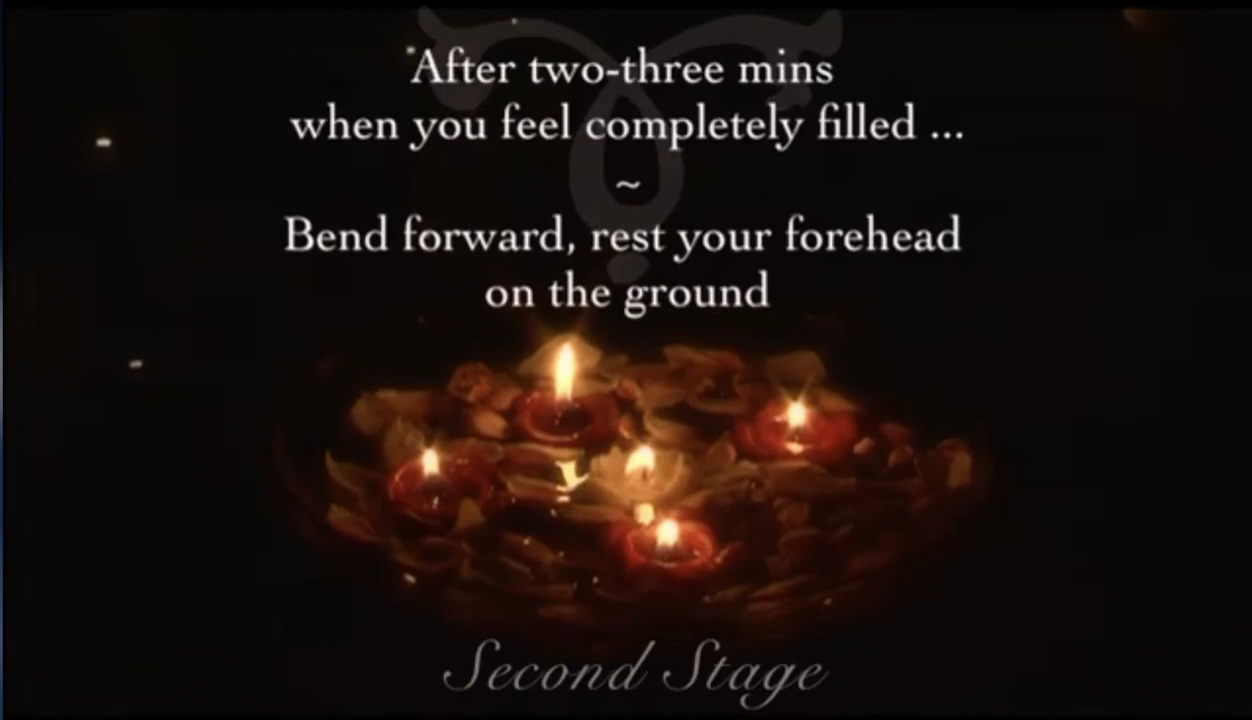 After two-three mins
when you feel completely filled ...
~
Bend forward, rest your forehead
on the ground
Second Stage